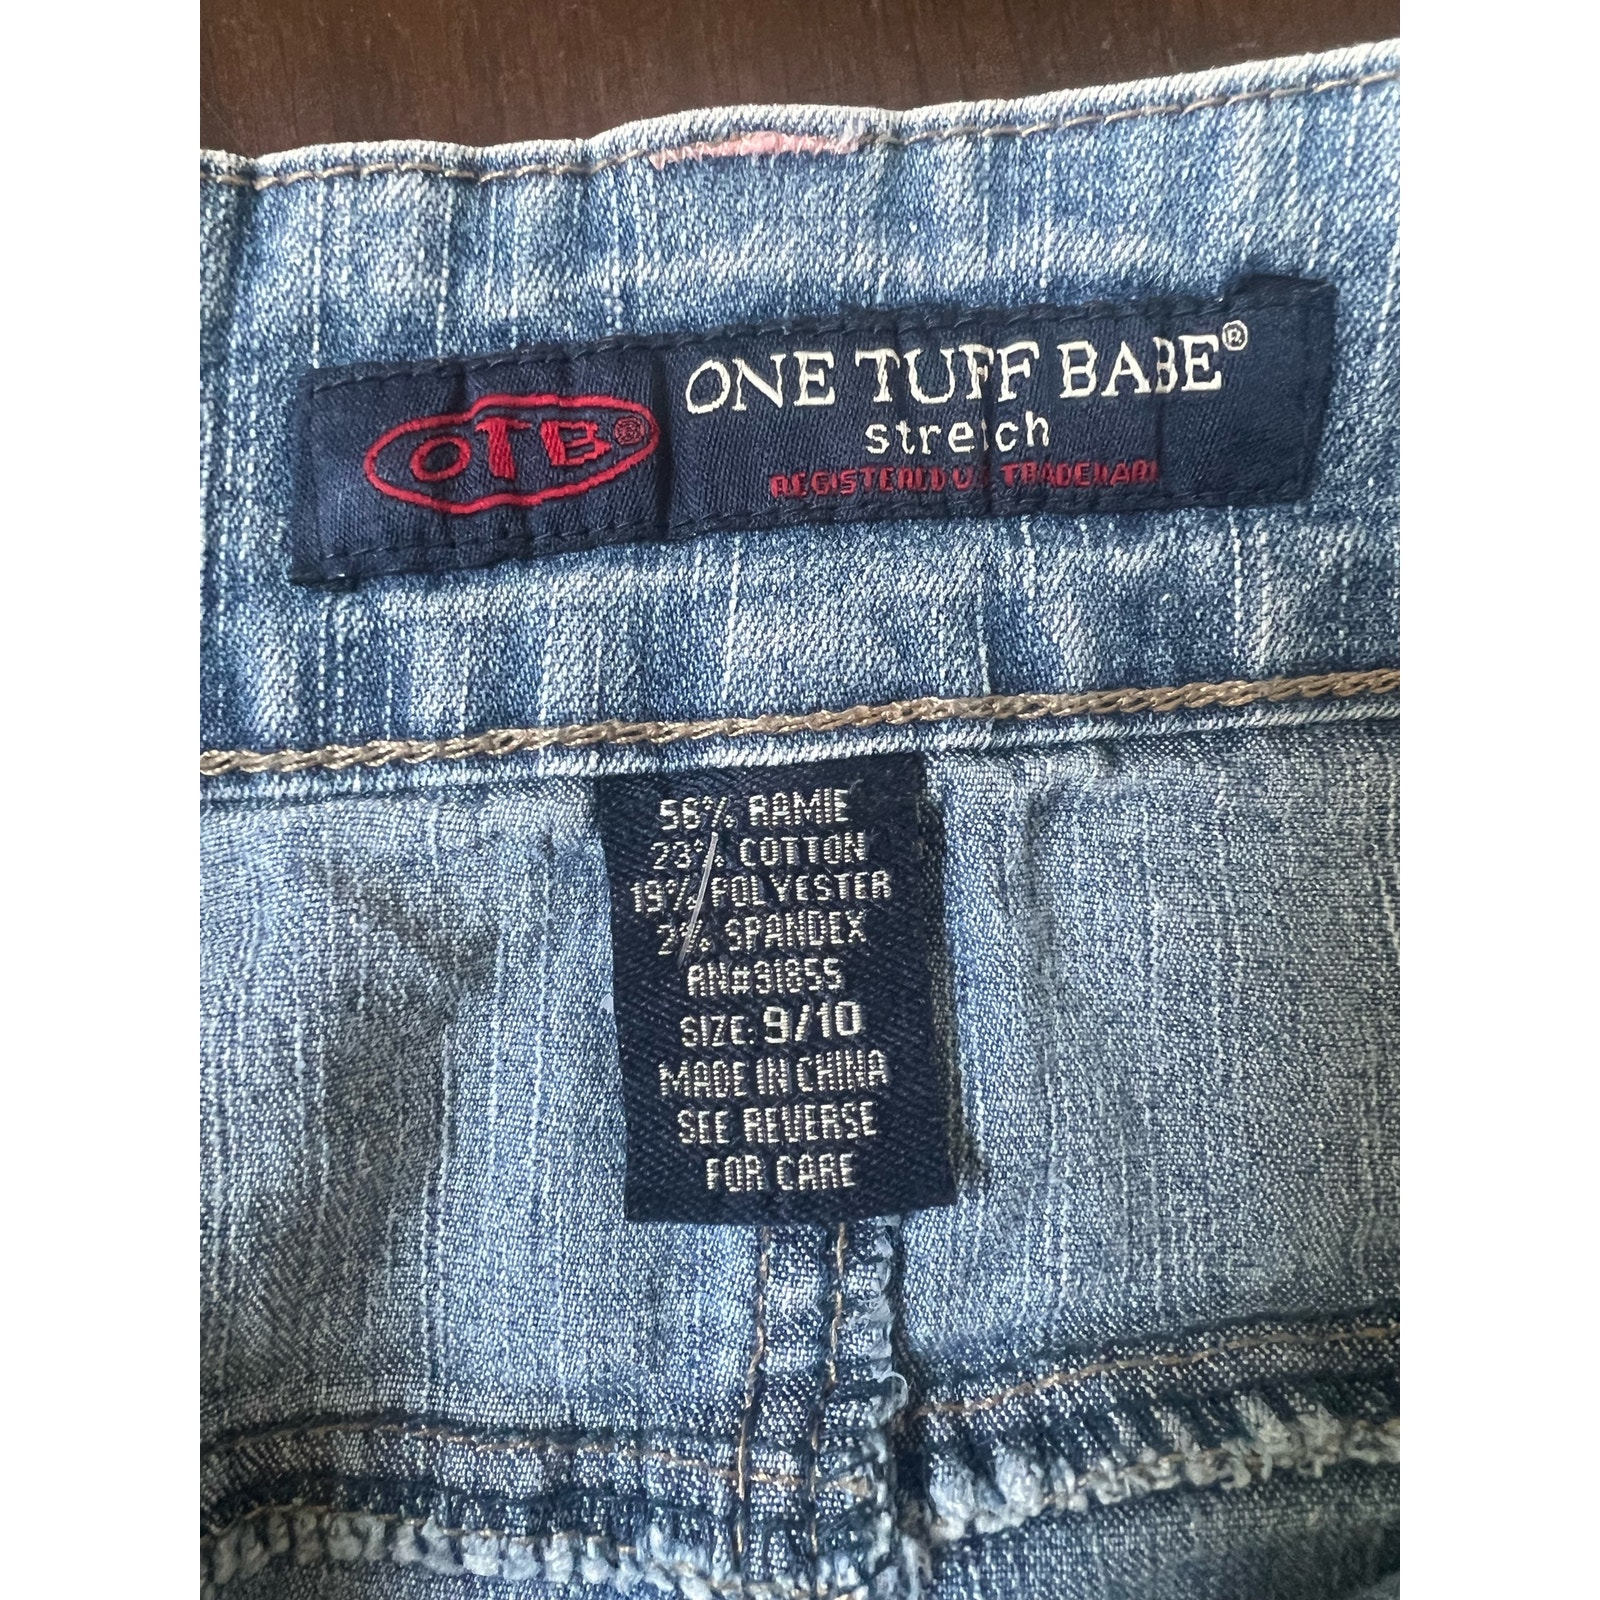 OTB®
ONE TUFF BABE®
stretch
REGISTERED U.S. TRADEMARK
56% RAMIE
23% COTTON
19% POLYESTER
2% SPANDEX
RN#31855
SIZE: 9/10
MADE IN CHINA
SEE REVERSE
FOR CARE